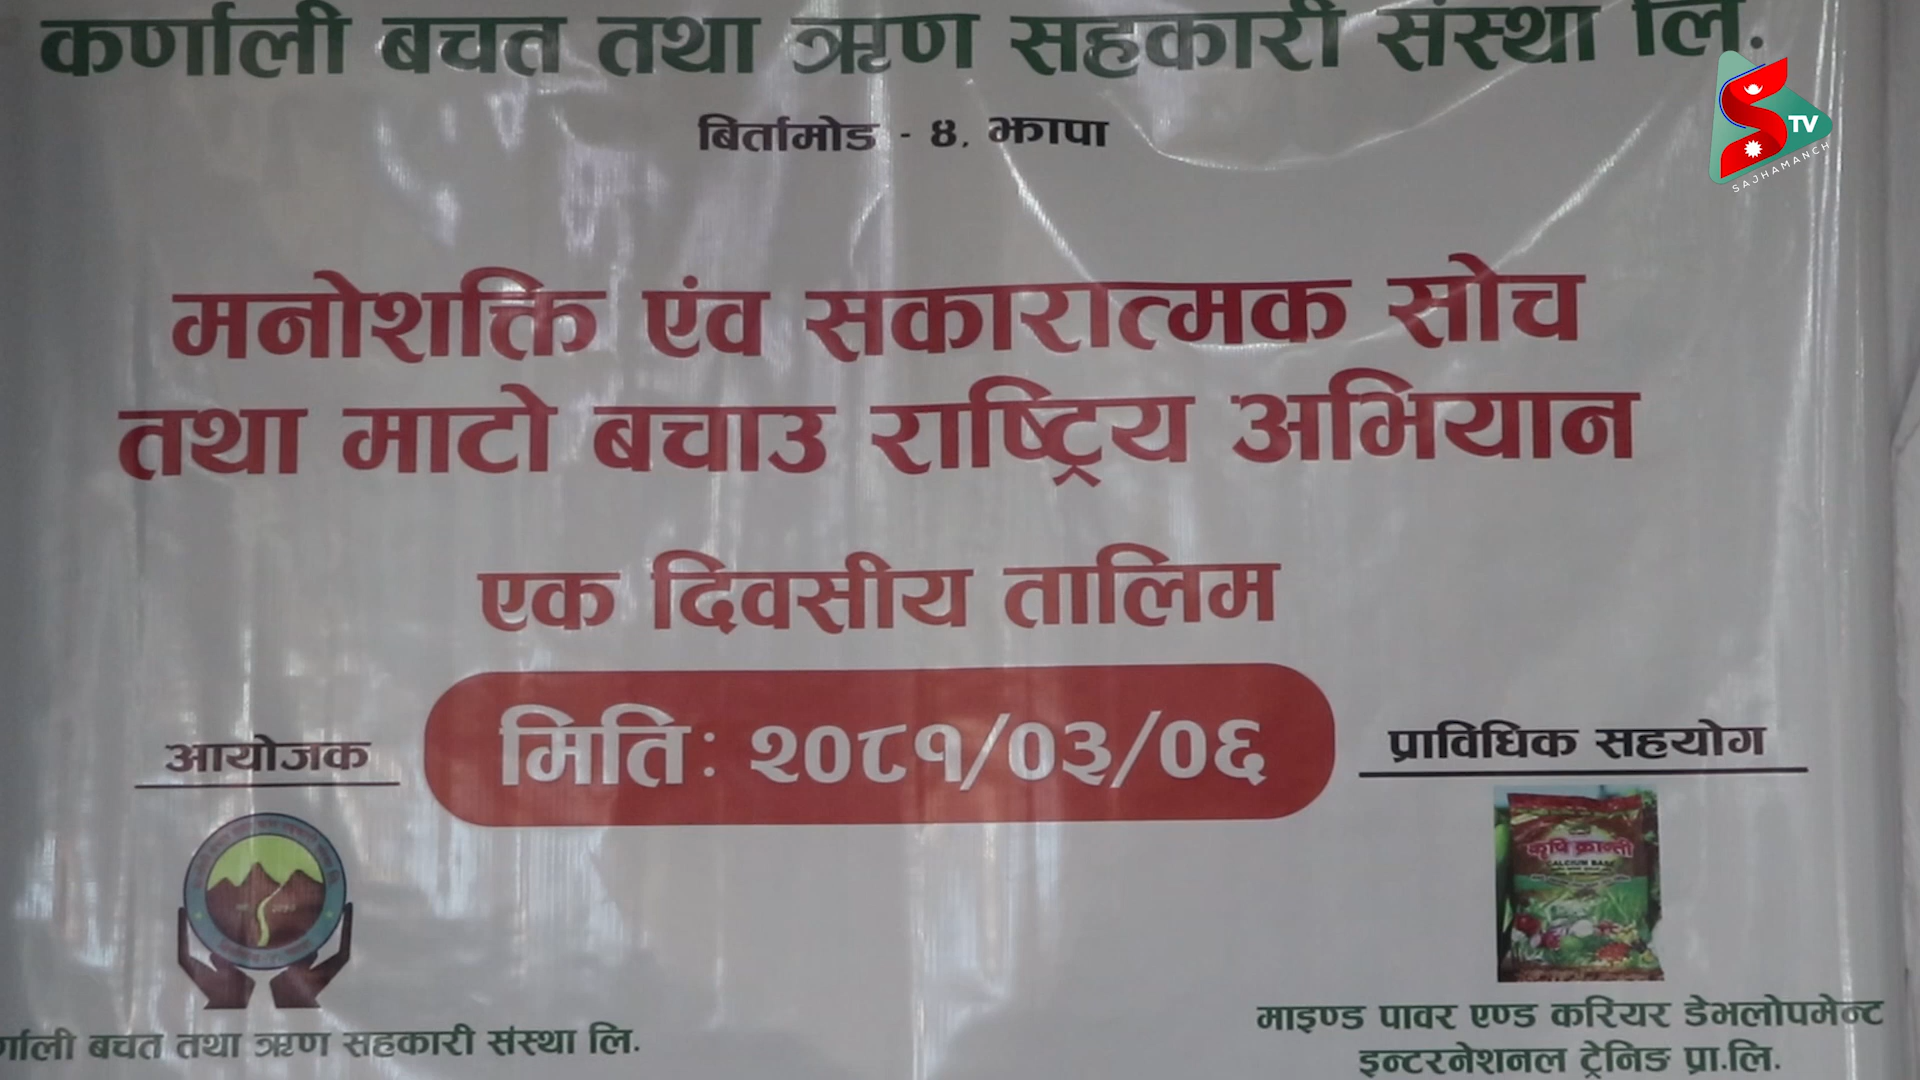 कर्णाली बचत तथा ऋण सहकारी संस्था लि.
बिर्तामोड - ४, झापा
S TV
SAJHAMANCH
मनोशक्ति एंव सकारात्मक सोच
तथा माटो बचाउ राष्ट्रिय अभियान
एक दिवसीय तालिम
मिति: २०८१/०३/०६
आयोजक
प्राविधिक सहयोग
कृषि क्रान्ती
CALCIUM BASE
र्णाली बचत तथा ऋण सहकारी संस्था लि.
माइण्ड पावर एण्ड करियर डेभलोपमेन्ट
इन्टरनेशनल ट्रेनिङ प्रा.लि.